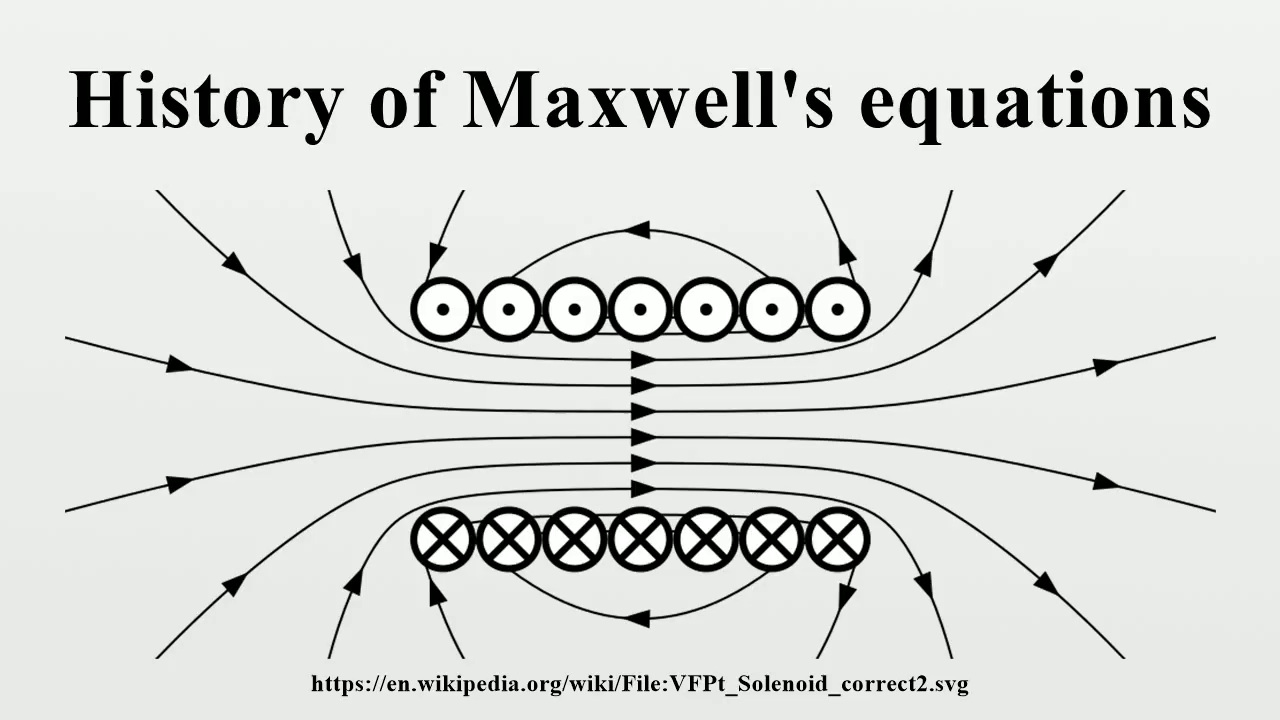 History of Maxwell's equations
https://en.wikipedia.org/wiki/File:VFPt_Solenoid_correct2.svg